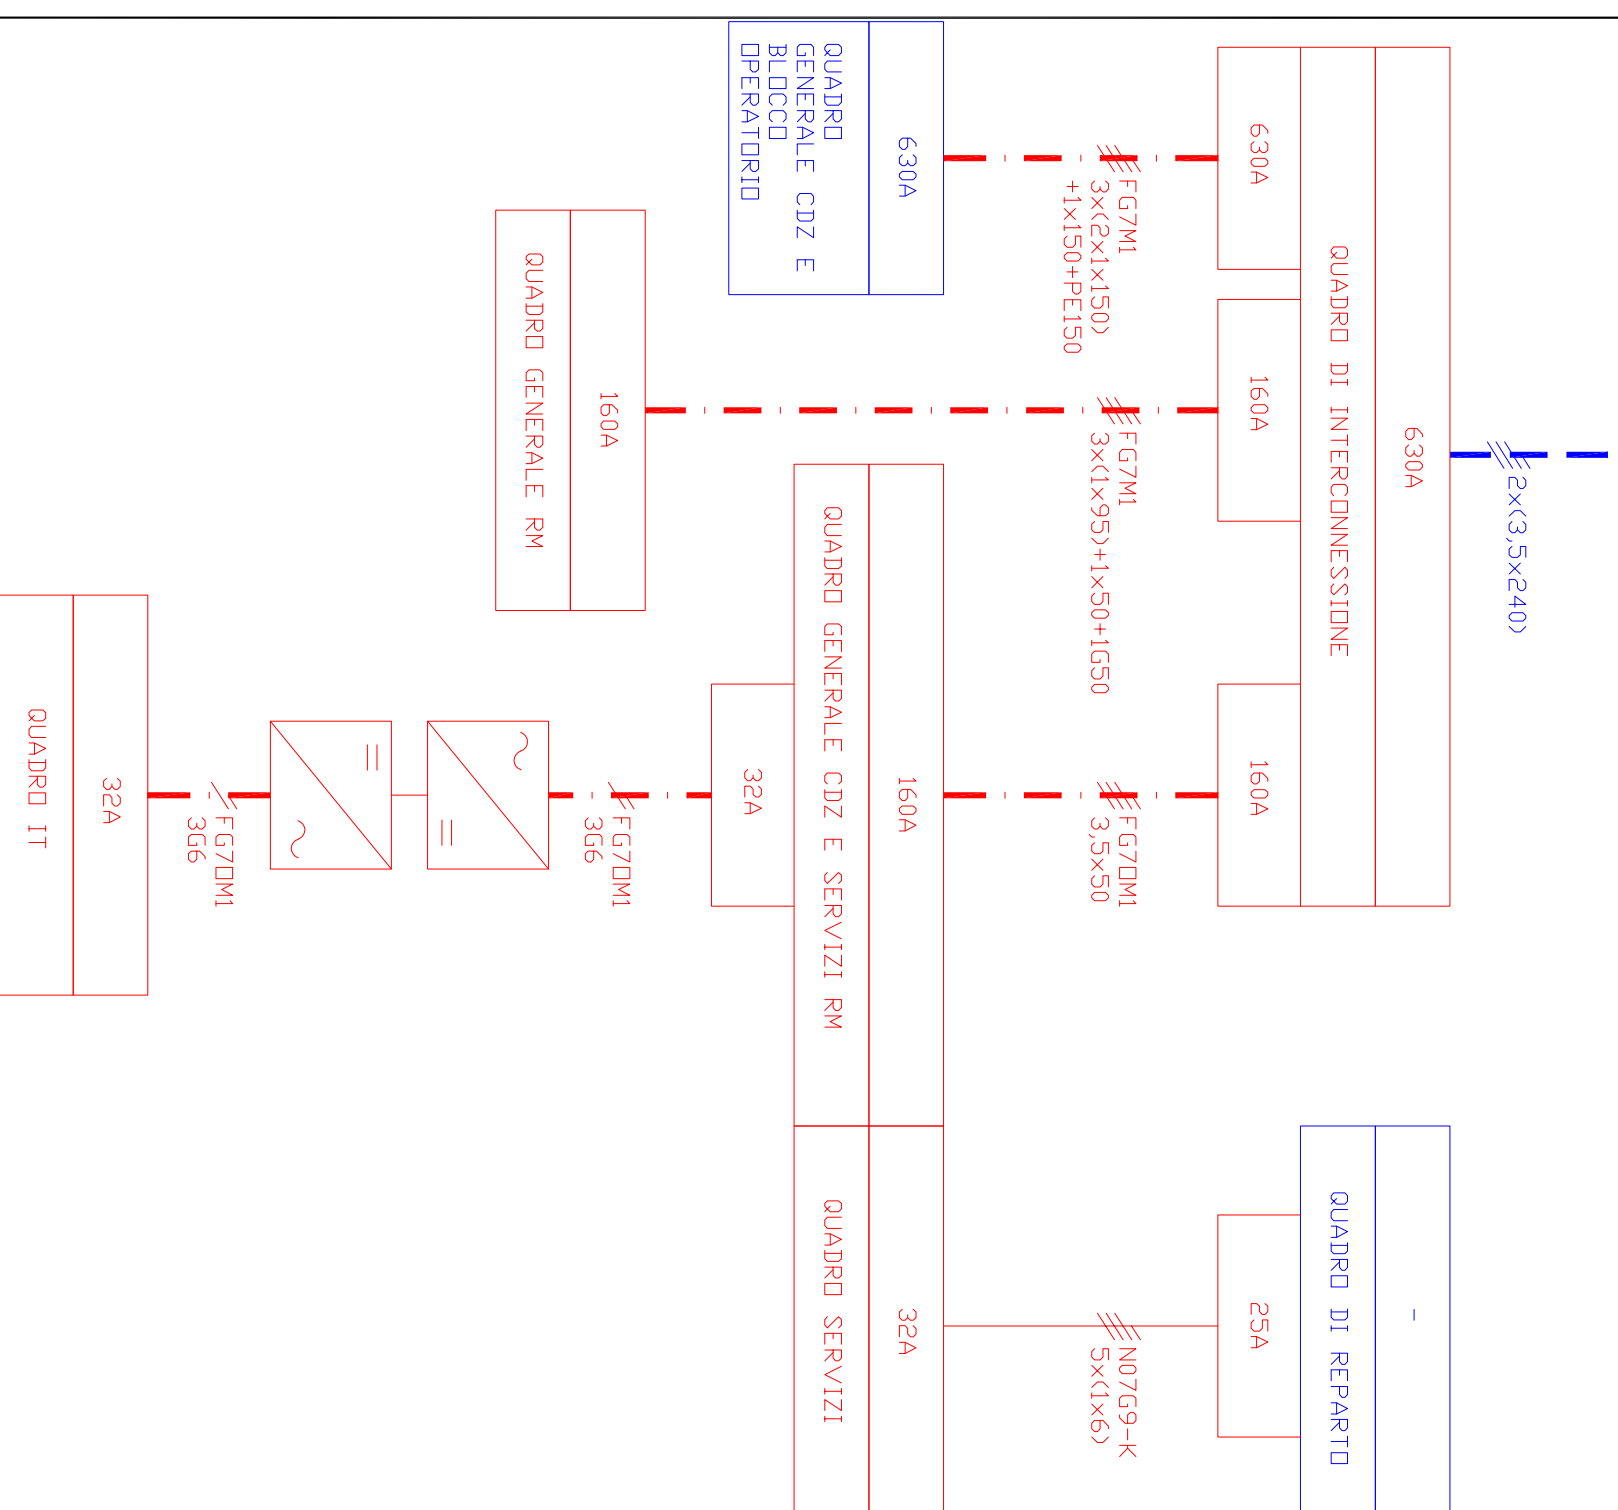 2x(3,5x240)
630A
QUADRO DI INTERCONNESSIONE
630A
160A
160A
-
QUADRO DI REPARTO
25A
FG7M1
3x(2x1x150)
+1x150+PE150
FG7M1
3x(1x95)+1x50+1G50
FG7OM1
3,5x50
N07G9-K
5x(1x6)
630A
QUADRO
GENERALE CDZ E
BLOCCO
OPERATORIO
160A
QUADRO GENERALE CDZ E SERVIZI RM
32A
32A
QUADRO SERVIZI
160A
QUADRO GENERALE RM
FG7OM1
3G6
FG7OM1
3G6
32A
QUADRO IT